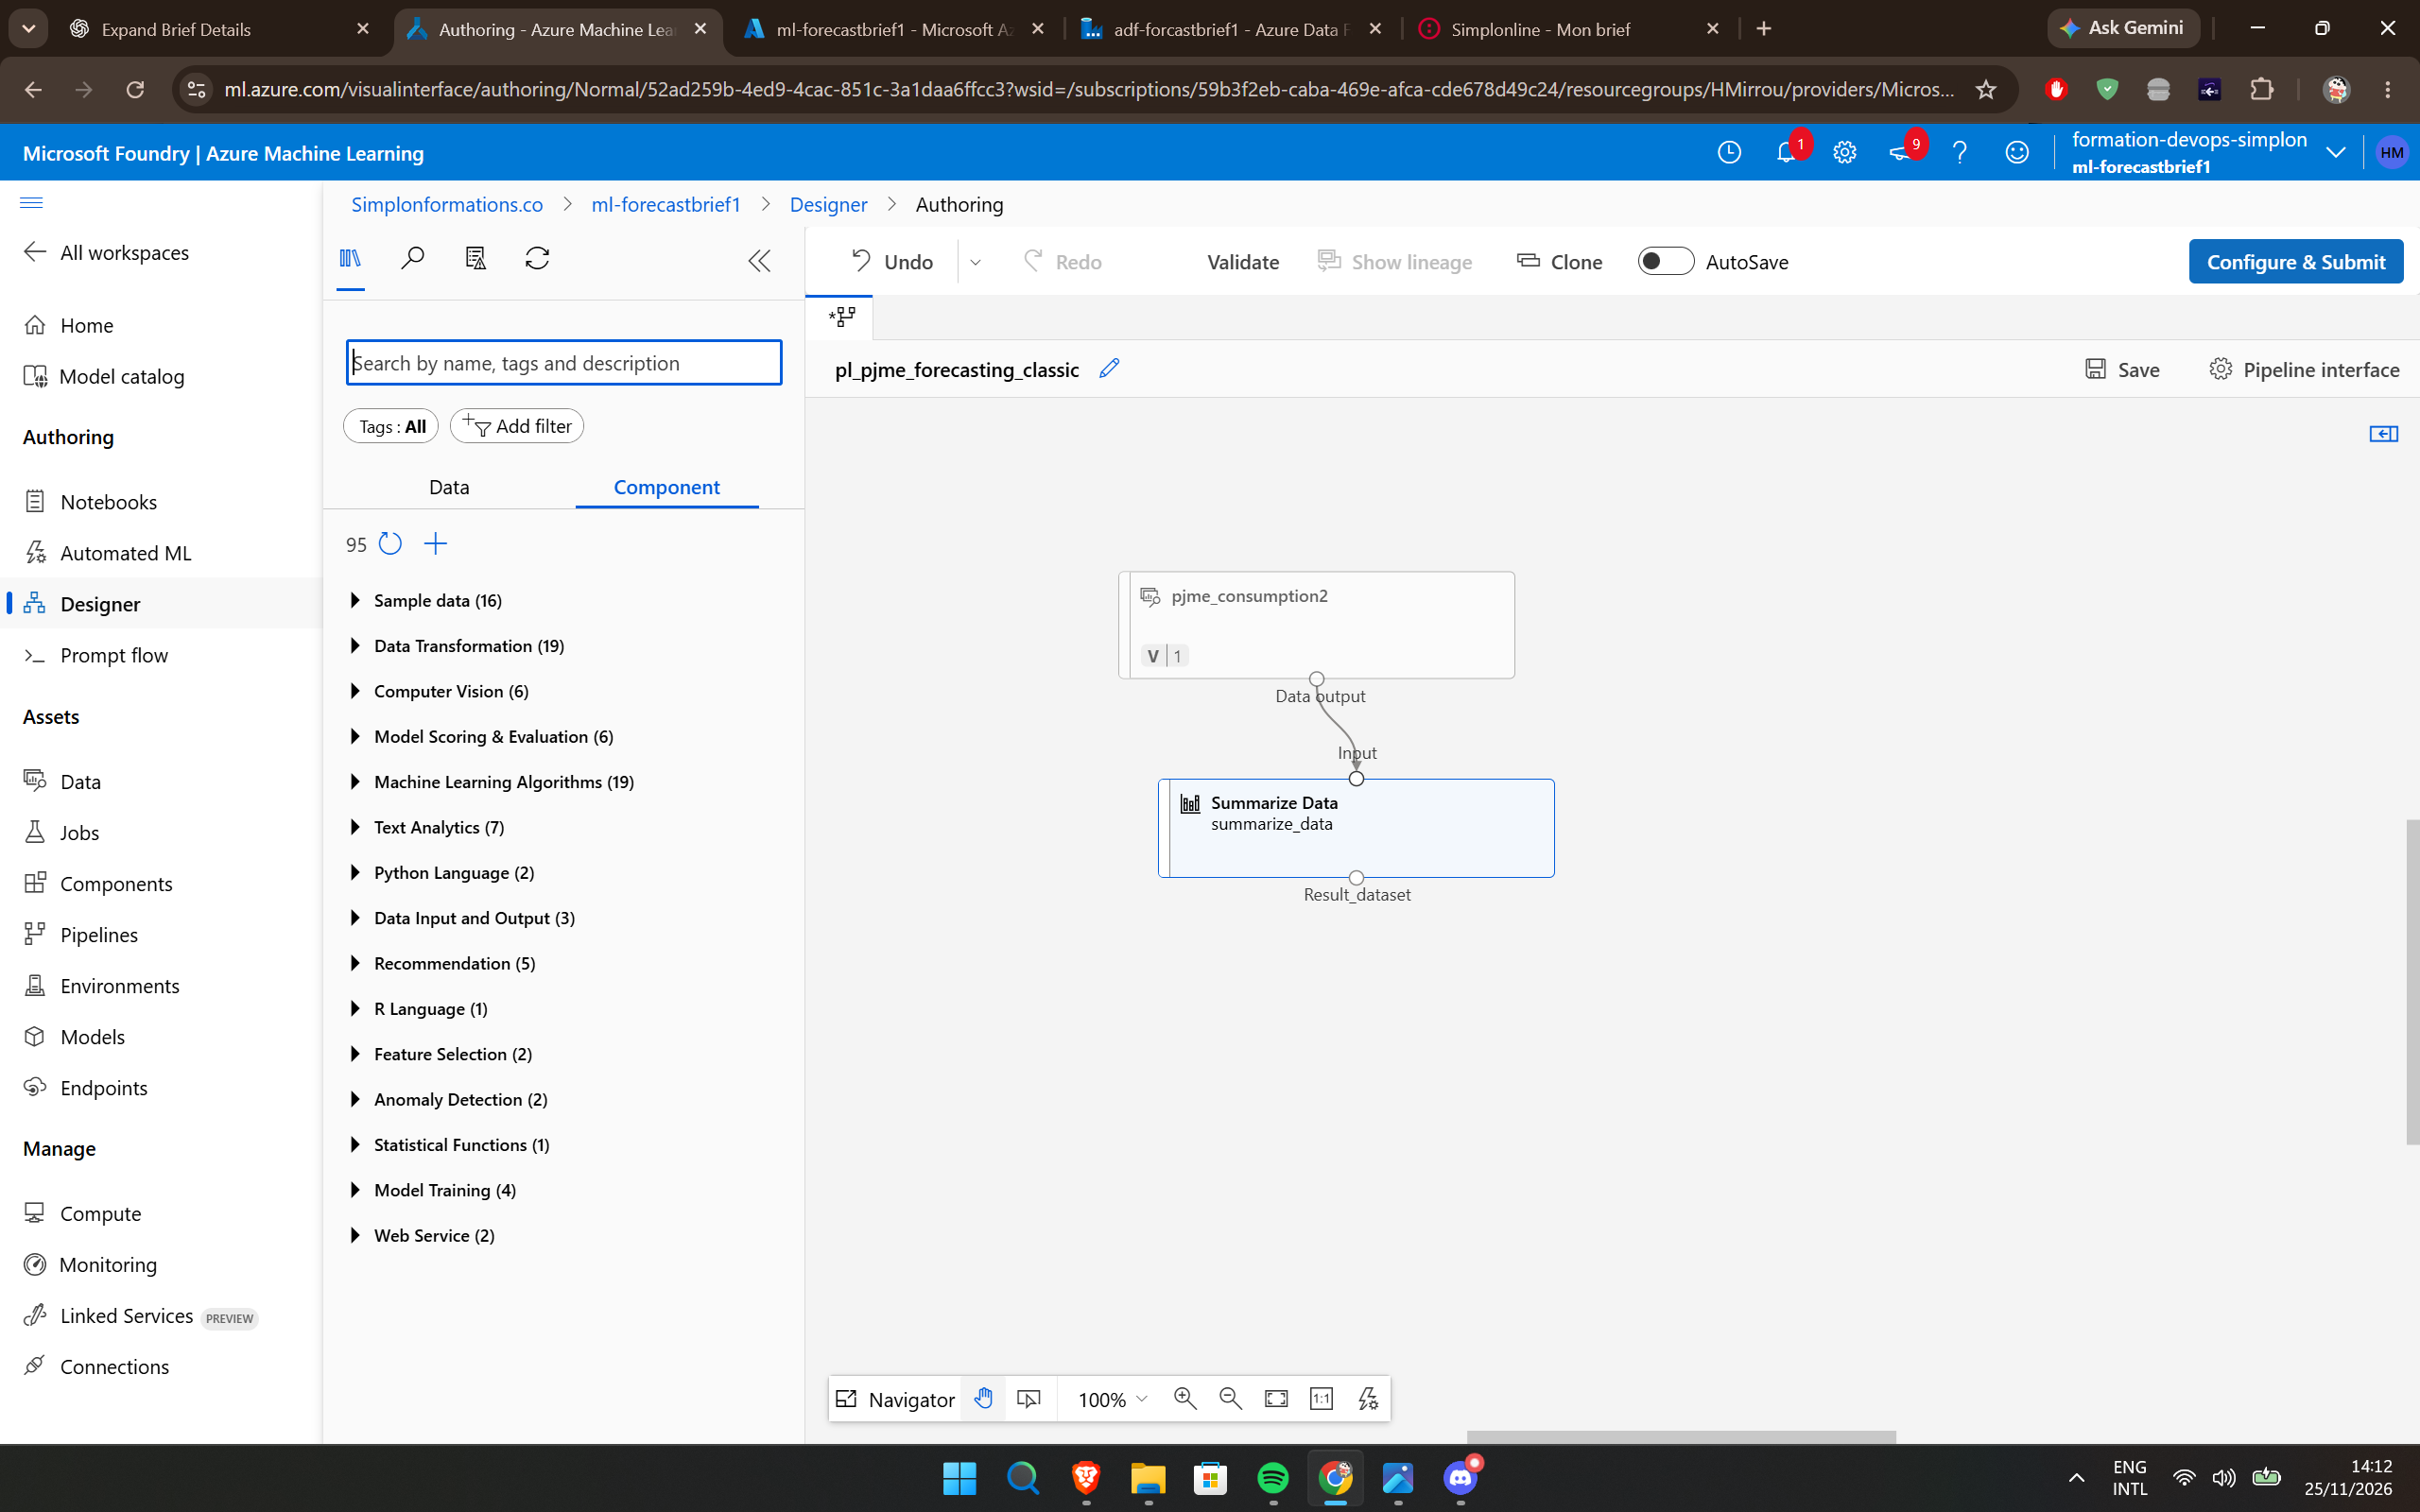 Expand Brief Details
Authoring - Azure Machine Lea
ml-forecastbrief1 - Microsoft Az
adf-forcastbrief1 - Azure Data F
Simplonline - Mon brief
Ask Gemini
ml.azure.com/visualinterface/authoring/Normal/52ad259b-4ed9-4cac-851c-3a1daa6ffcc3?wsid=/subscriptions/59b3f2eb-caba-469e-afca-cde678d49c24/resourcegroups/HMirrou/providers/Micros...
Microsoft Foundry | Azure Machine Learning
1
9
formation-devops-simplon
ml-forecastbrief1
HM
All workspaces
Home
Model catalog
Authoring
Notebooks
Automated ML
Designer
Prompt flow
Assets
Data
Jobs
Components
Pipelines
Environments
Models
Endpoints
Manage
Compute
Monitoring
Linked Services PREVIEW
Connections
Simplonformations.co > ml-forecastbrief1 > Designer > Authoring
Search by name, tags and description
Tags : All
Add filter
Data
Component
95
Sample data (16)
Data Transformation (19)
Computer Vision (6)
Model Scoring & Evaluation (6)
Machine Learning Algorithms (19)
Text Analytics (7)
Python Language (2)
Data Input and Output (3)
Recommendation (5)
R Language (1)
Feature Selection (2)
Anomaly Detection (2)
Statistical Functions (1)
Model Training (4)
Web Service (2)
Undo
Redo
Validate
Show lineage
Clone
AutoSave
Configure & Submit
pl_pjme_forecasting_classic
Save
Pipeline interface
pjme_consumption2
V 1
Data output
Input
Summarize Data
summarize_data
Result_dataset
Navigator
100%
1:1
ENG
INTL
14:12
25/11/2026